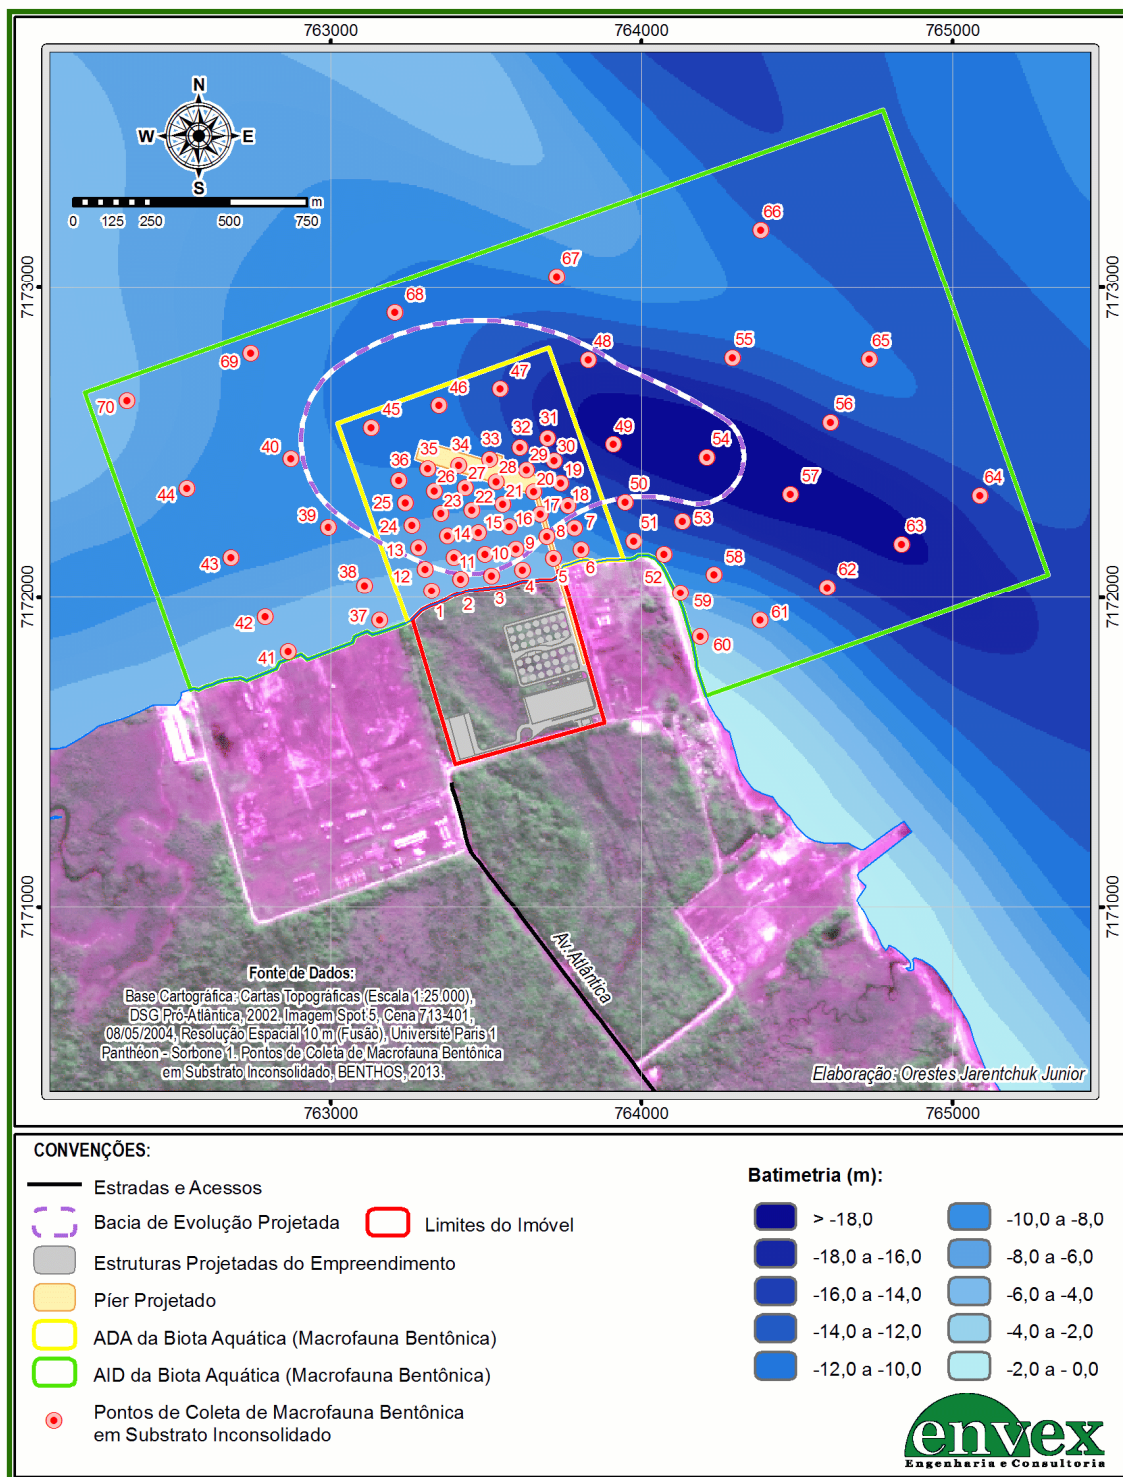 763000
764000
765000
N
W
E
S
m
0
125
250
500
750
7173000
7173000
66
67
68
69
48
55
65
47
46
70
45
56
31
49
32
40
54
33
34
30
35
29
28
57
64
36
27
19
26
44
20
25
21
50
18
22
23
17
39
24
16
51
53
7
15
63
14
8
13
9
43
10
6
58
11
38
12
5
62
4
52
7172000
7172000
3
2
59
1
37
61
42
60
41
7171000
7171000
Av. Atlântica
Fonte de Dados:
Base Cartográfica: Cartas Topográficas (Escala 1:25.000),
DSG Pró-Atlântica, 2002. Imagem Spot 5, Cena 713-401,
08/05/2004, Resolução Espacial 10 m (Fusão), Université Paris 1
Panthéon - Sorbone 1. Pontos de Coleta de Macrofauna Bentônica
em Substrato Inconsolidado, BENTHOS, 2013.
Elaboração: Orestes Jarentchuk Junior
763000
764000
765000
CONVENÇÕES:
Estradas e Acessos
Bacia de Evolução Projetada
Limites do Imóvel
Estruturas Projetadas do Empreendimento
Píer Projetado
ADA da Biota Aquática (Macrofauna Bentônica)
AID da Biota Aquática (Macrofauna Bentônica)
Pontos de Coleta de Macrofauna Bentônica
em Substrato Inconsolidado
Batimetria (m):
> -18,0
-18,0 a -16,0
-16,0 a -14,0
-14,0 a -12,0
-12,0 a -10,0
-10,0 a -8,0
-8,0 a -6,0
-6,0 a -4,0
-4,0 a -2,0
-2,0 a - 0,0
envex
Engenharia e Consultoria